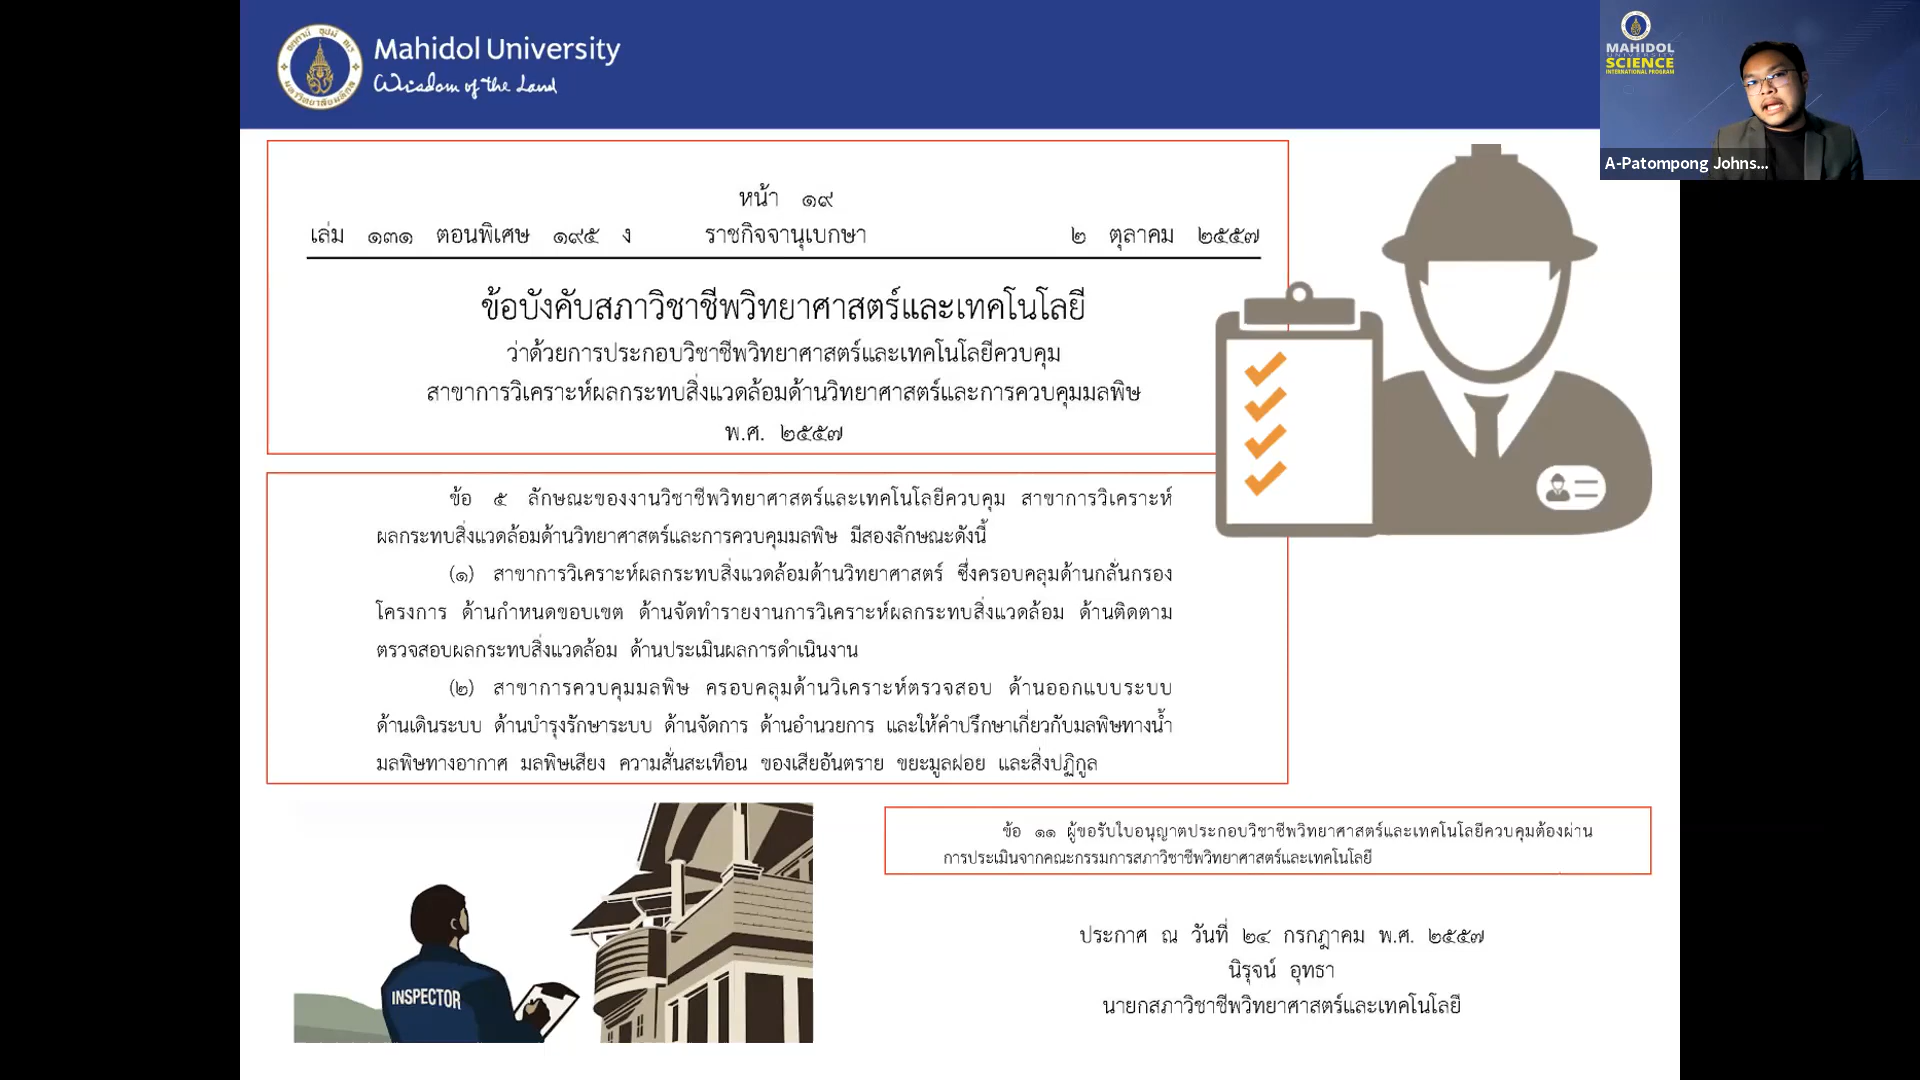 Mahidol University
Wisdom of the Land
MAHIDOL
UNIVERSITY
SCIENCE
INTERNATIONAL PROGRAM
A-Patompong Johns...
หน้า ๑๙
เล่ม ๑๓๑ ตอนพิเศษ ๑๙๕ ง ราชกิจจานุเบกษา ๒ ตุลาคม ๒๕๕๗
ข้อบังคับสภาวิชาชีพวิทยาศาสตร์และเทคโนโลยี
ว่าด้วยการประกอบวิชาชีพวิทยาศาสตร์และเทคโนโลยีควบคุม
สาขาการวิเคราะห์ผลกระทบสิ่งแวดล้อมด้านวิทยาศาสตร์และการควบคุมมลพิษ
พ.ศ. ๒๕๕๗
ข้อ ๕ ลักษณะของงานวิชาชีพวิทยาศาสตร์และเทคโนโลยีควบคุม สาขาการวิเคราะห์
ผลกระทบสิ่งแวดล้อมด้านวิทยาศาสตร์และการควบคุมมลพิษ มีสองลักษณะดังนี้
(๑) สาขาการวิเคราะห์ผลกระทบสิ่งแวดล้อมด้านวิทยาศาสตร์ ซึ่งครอบคลุมด้านกลั่นกรอง
โครงการ ด้านกำหนดขอบเขต ด้านจัดทำรายงานการวิเคราะห์ผลกระทบสิ่งแวดล้อม ด้านติดตาม
ตรวจสอบผลกระทบสิ่งแวดล้อม ด้านประเมินผลการดำเนินงาน
(๒) สาขาการควบคุมมลพิษ ครอบคลุมด้านวิเคราะห์ตรวจสอบ ด้านออกแบบระบบ
ด้านเดินระบบ ด้านบำรุงรักษาระบบ ด้านจัดการ ด้านอำนวยการ และให้คำปรึกษาเกี่ยวกับมลพิษทางน้ำ
มลพิษทางอากาศ มลพิษเสียง ความสั่นสะเทือน ของเสียอันตราย ขยะมูลฝอย และสิ่งปฏิกูล
ข้อ ๑๑ ผู้ขอรับใบอนุญาตประกอบวิชาชีพวิทยาศาสตร์และเทคโนโลยีควบคุมต้องผ่าน
การประเมินจากคณะกรรมการสภาวิชาชีพวิทยาศาสตร์และเทคโนโลยี
INSPECTOR
ประกาศ ณ วันที่ ๒๔ กรกฎาคม พ.ศ. ๒๕๕๗
นิรุจน์ อุทธา
นายกสภาวิชาชีพวิทยาศาสตร์และเทคโนโลยี